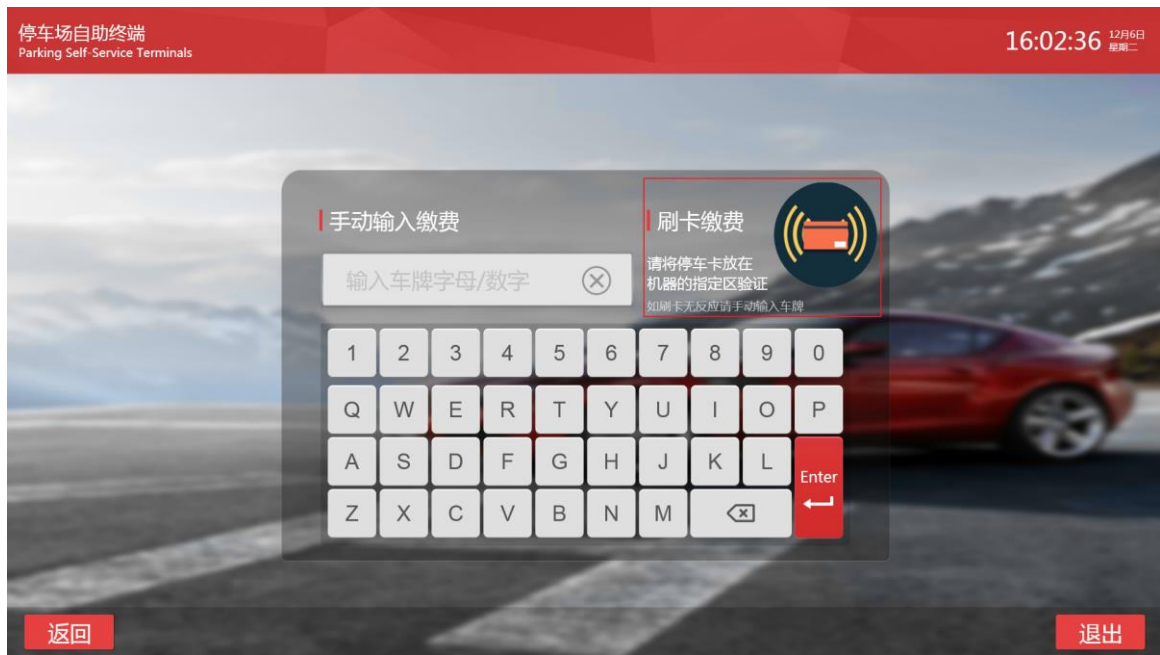 停车场自助终端
Parking Self-Service Terminals
16:02:36 12月6日
星期二
手动输入缴费
输入车牌字母/数字
刷卡缴费
请将停车卡放在
机器的指定区验证
如刷卡无反应请手动输入车牌
1 2 3 4 5 6 7 8 9 0
Q W E R T Y U I O P
A S D F G H J K L Enter
Z X C V B N M
返回
退出